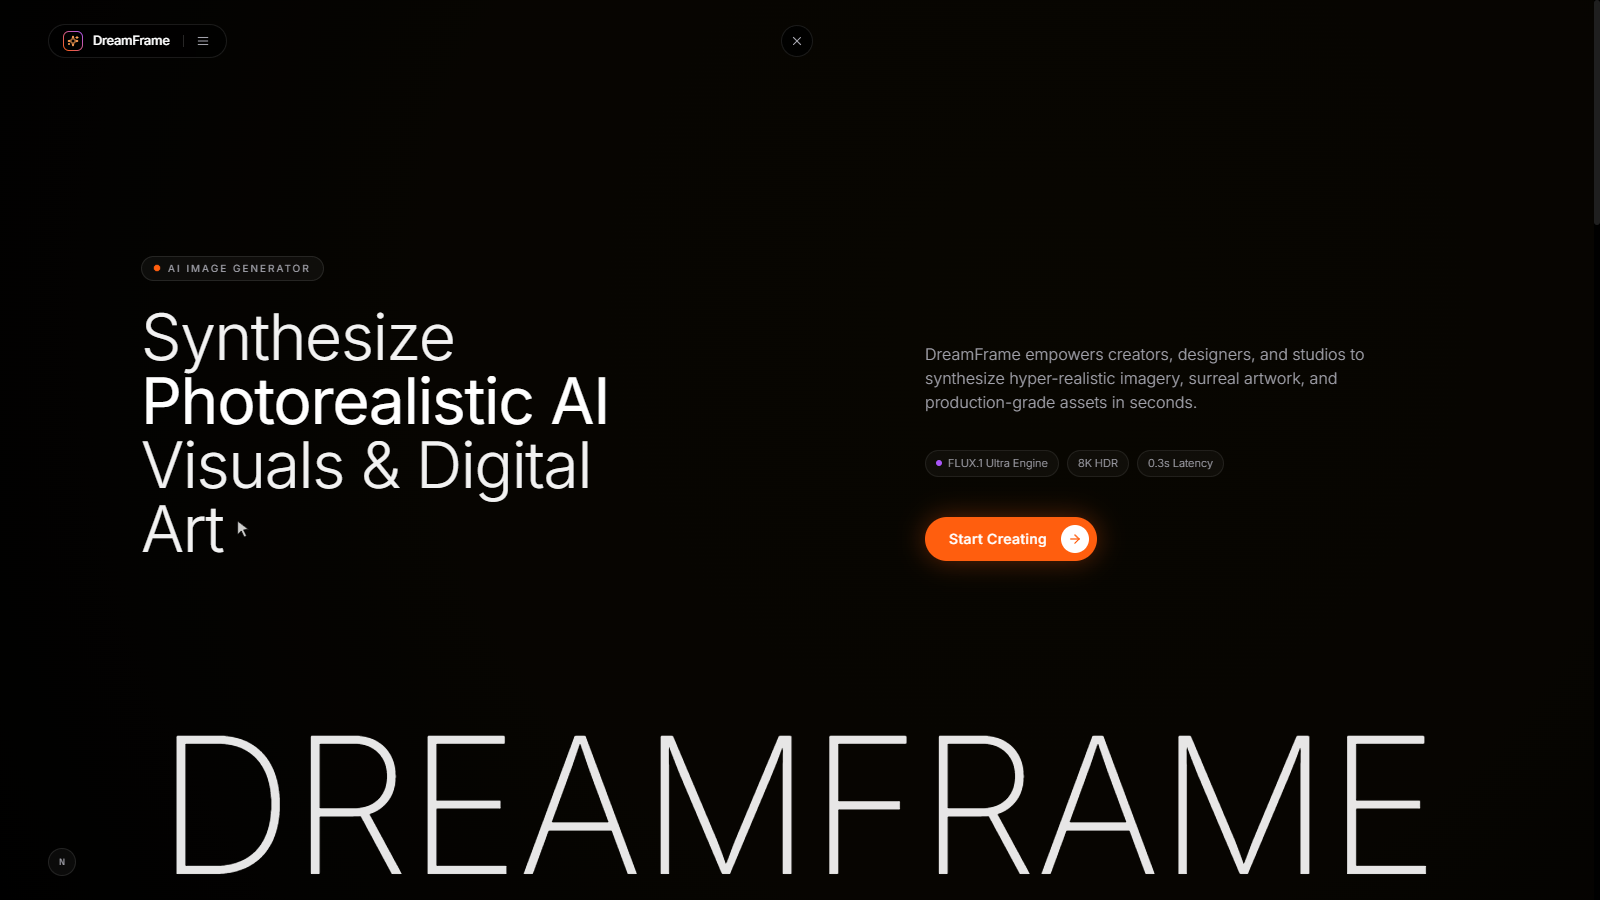 DreamFrame
AI IMAGE GENERATOR
Synthesize
Photorealistic AI
Visuals & Digital
Art
DreamFrame empowers creators, designers, and studios to
synthesize hyper-realistic imagery, surreal artwork, and
production-grade assets in seconds.
FLUX.1 Ultra Engine
8K HDR
0.3s Latency
Start Creating
DREAMFRAME
N